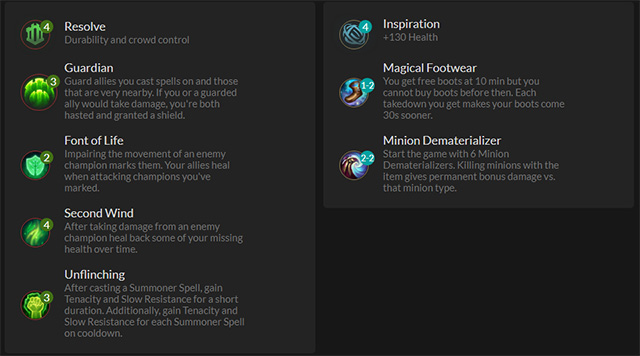 4
Resolve
Durability and crowd control
3
Guardian
Guard allies you cast spells on and those
that are very nearby. If you or a guarded
ally would take damage, you're both
hasted and granted a shield.
2
Font of Life
Impairing the movement of an enemy
champion marks them. Your allies heal
when attacking champions you've
marked.
4
Second Wind
After taking damage from an enemy
champion heal back some of your missing
health over time.
3
Unflinching
After casting a Summoner Spell, gain
Tenacity and Slow Resistance for a short
duration. Additionally, gain Tenacity and
Slow Resistance for each Summoner Spell
on cooldown.
4
Inspiration
+130 Health
1-2
Magical Footwear
You get free boots at 10 min but you
cannot buy boots before then. Each
takedown you get makes your boots come
30s sooner.
2-2
Minion Dematerializer
Start the game with 6 Minion
Dematerializers. Killing minions with the
item gives permanent bonus damage vs.
that minion type.